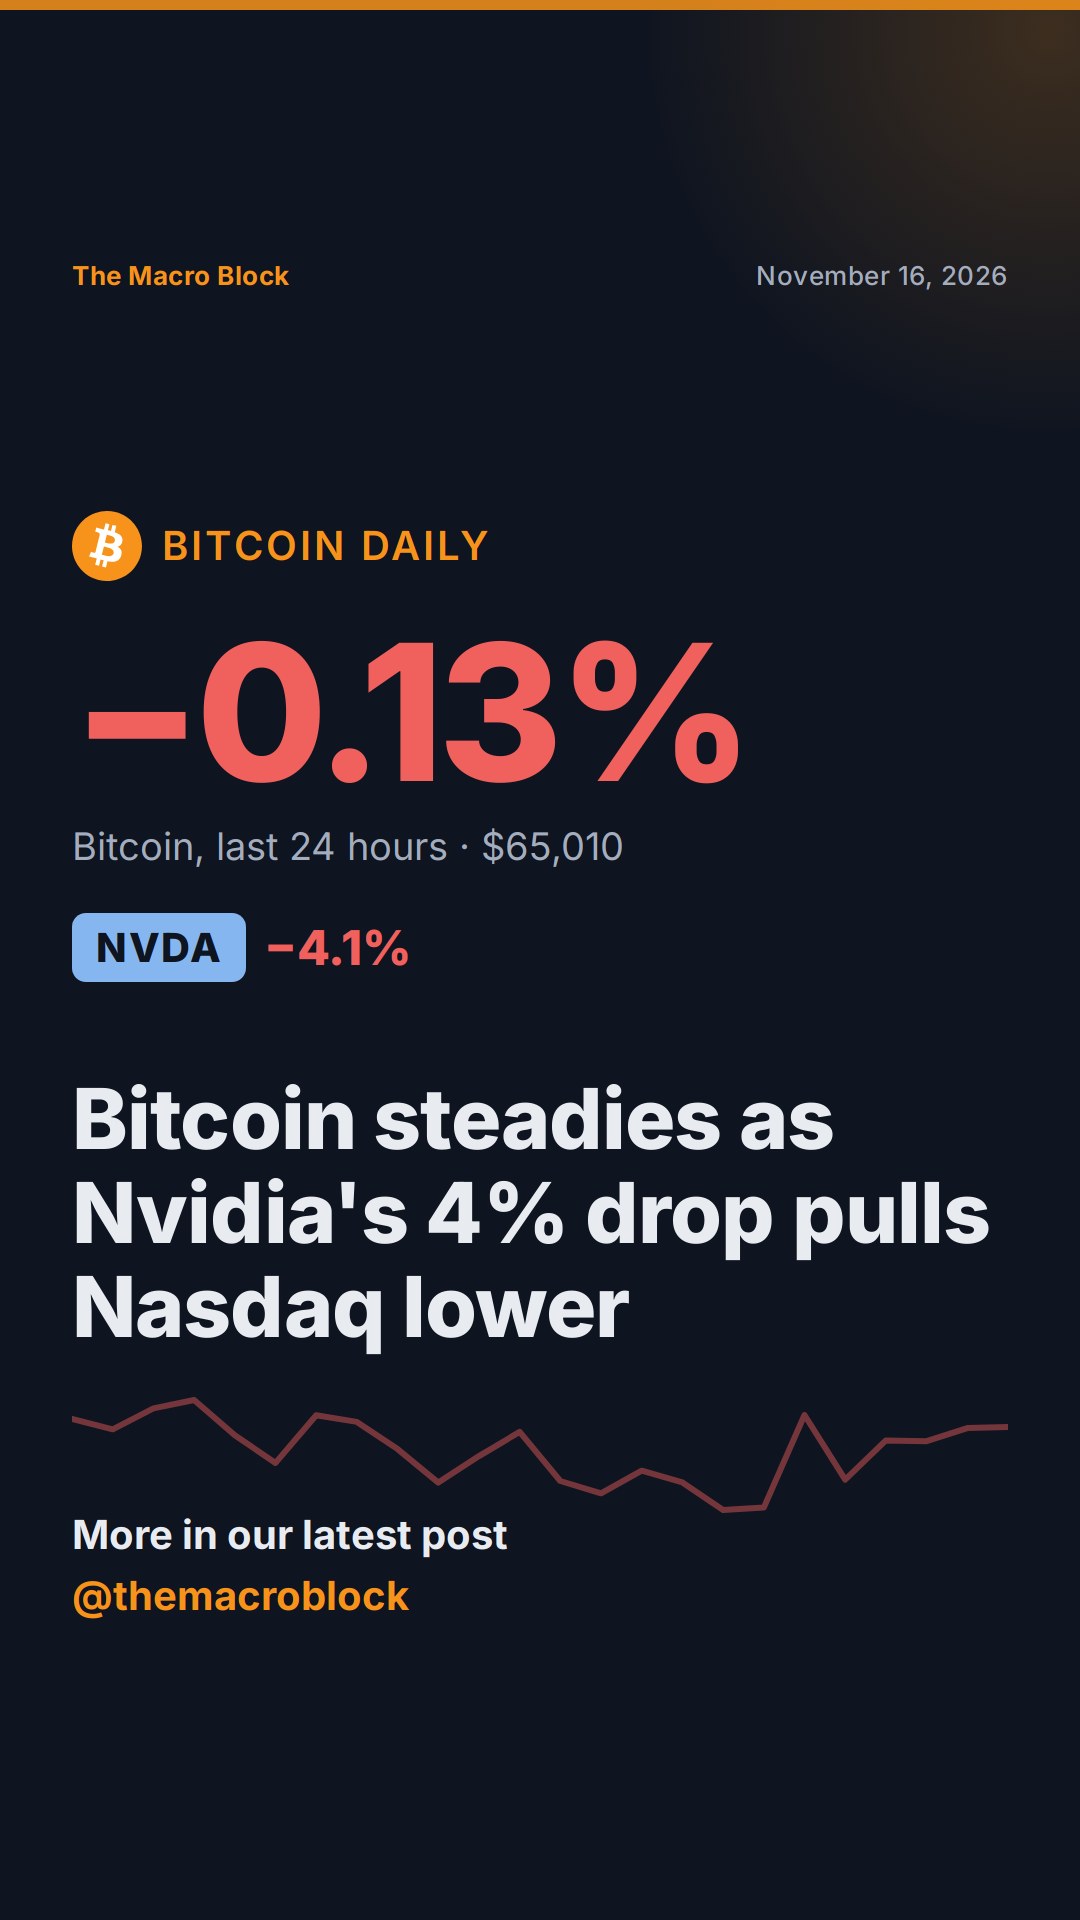 The Macro Block
November 16, 2026
BITCOIN DAILY
−0.13%
Bitcoin, last 24 hours · $65,010
NVDA −4.1%
Bitcoin steadies as
Nvidia's 4% drop pulls
Nasdaq lower
More in our latest post
@themacroblock